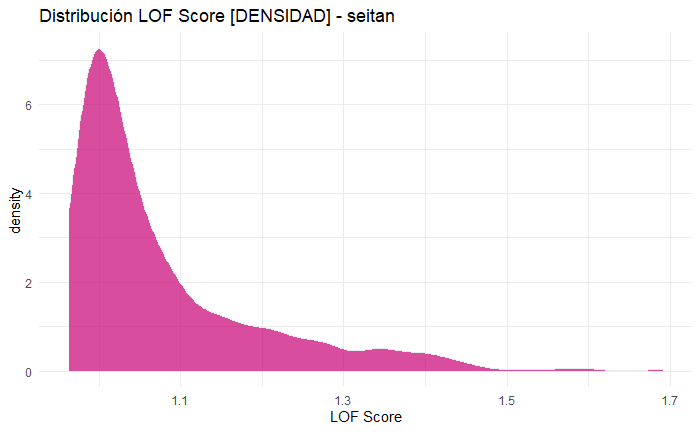 Distribución LOF Score [DENSIDAD] - seitan
density
6
4
2
0
1.1
1.3
1.5
1.7
LOF Score